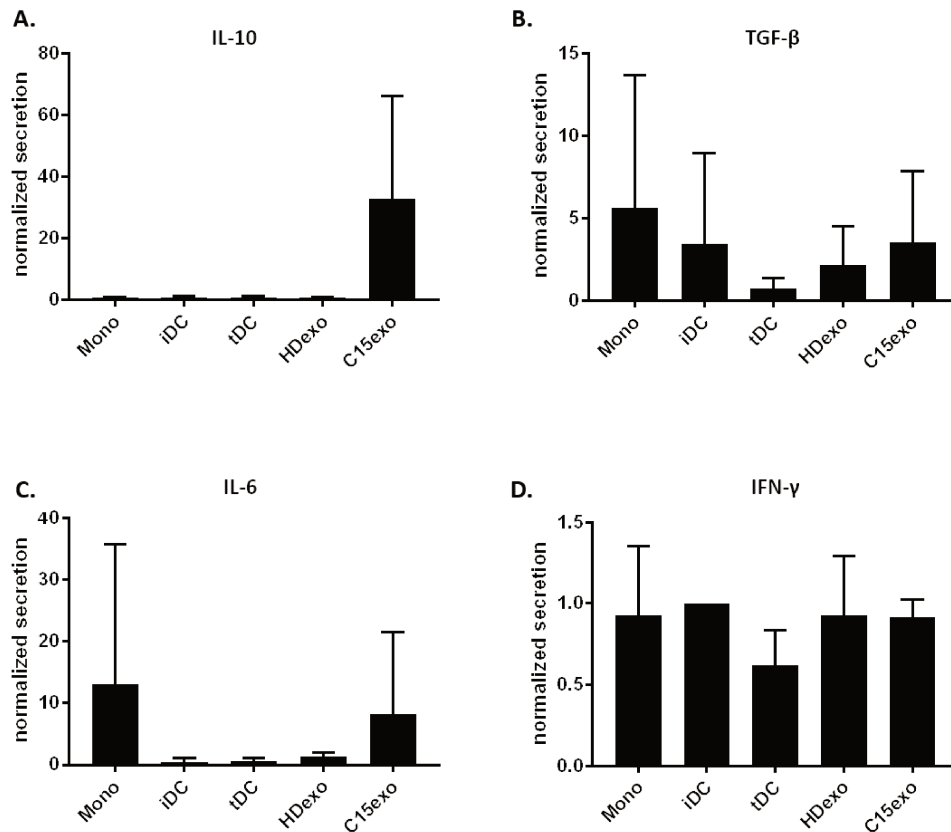 A.
IL-10
normalized secretion
80
60
40
20
0
Mono
iDC
tDC
HDexo
C15exo
B.
TGF-β
normalized secretion
15
10
5
0
Mono
iDC
tDC
HDexo
C15exo
C.
IL-6
normalized secretion
40
30
20
10
0
Mono
iDC
tDC
HDexo
C15exo
D.
IFN-γ
normalized secretion
1.5
1.0
0.5
0.0
Mono
iDC
tDC
HDexo
C15exo